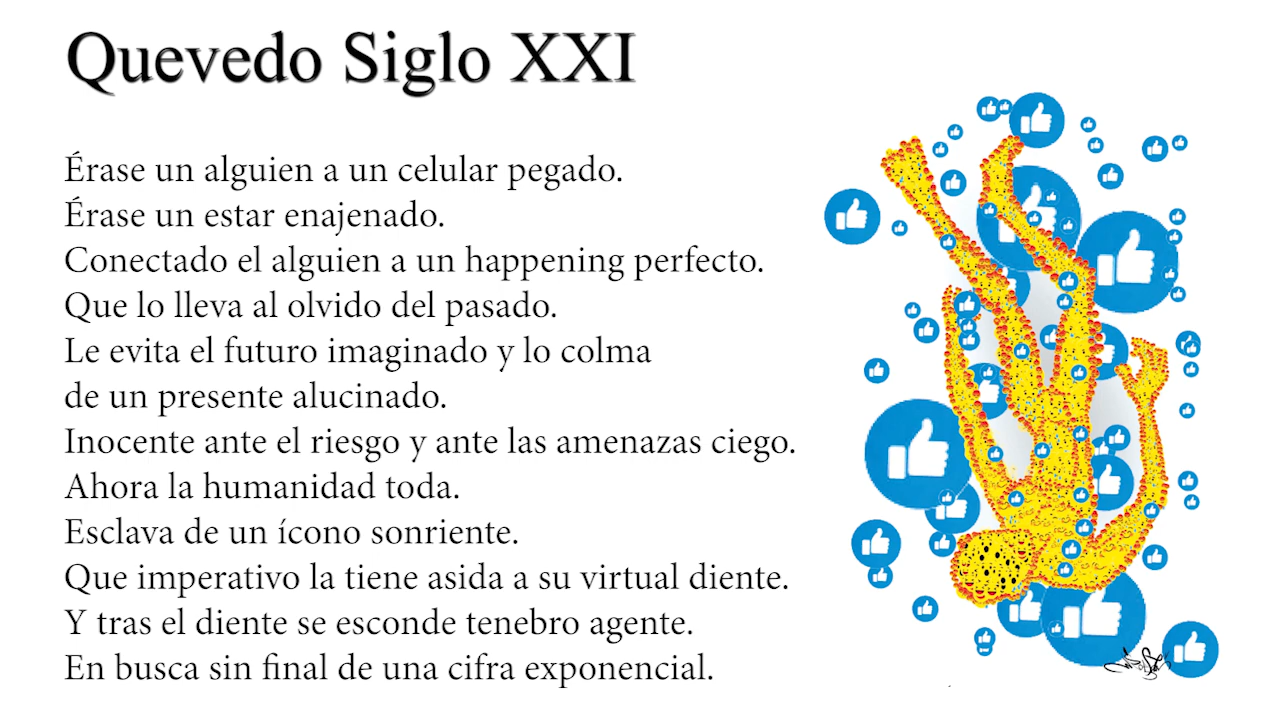 Quevedo Siglo XXI
Érase un alguien a un celular pegado.
Érase un estar enajenado.
Conectado el alguien a un happening perfecto.
Que lo lleva al olvido del pasado.
Le evita el futuro imaginado y lo colma
de un presente alucinado.
Inocente ante el riesgo y ante las amenazas ciego.
Ahora la humanidad toda.
Esclava de un ícono sonriente.
Que imperativo la tiene asida a su virtual diente.
Y tras el diente se esconde tenebro agente.
En busca sin final de una cifra exponencial.